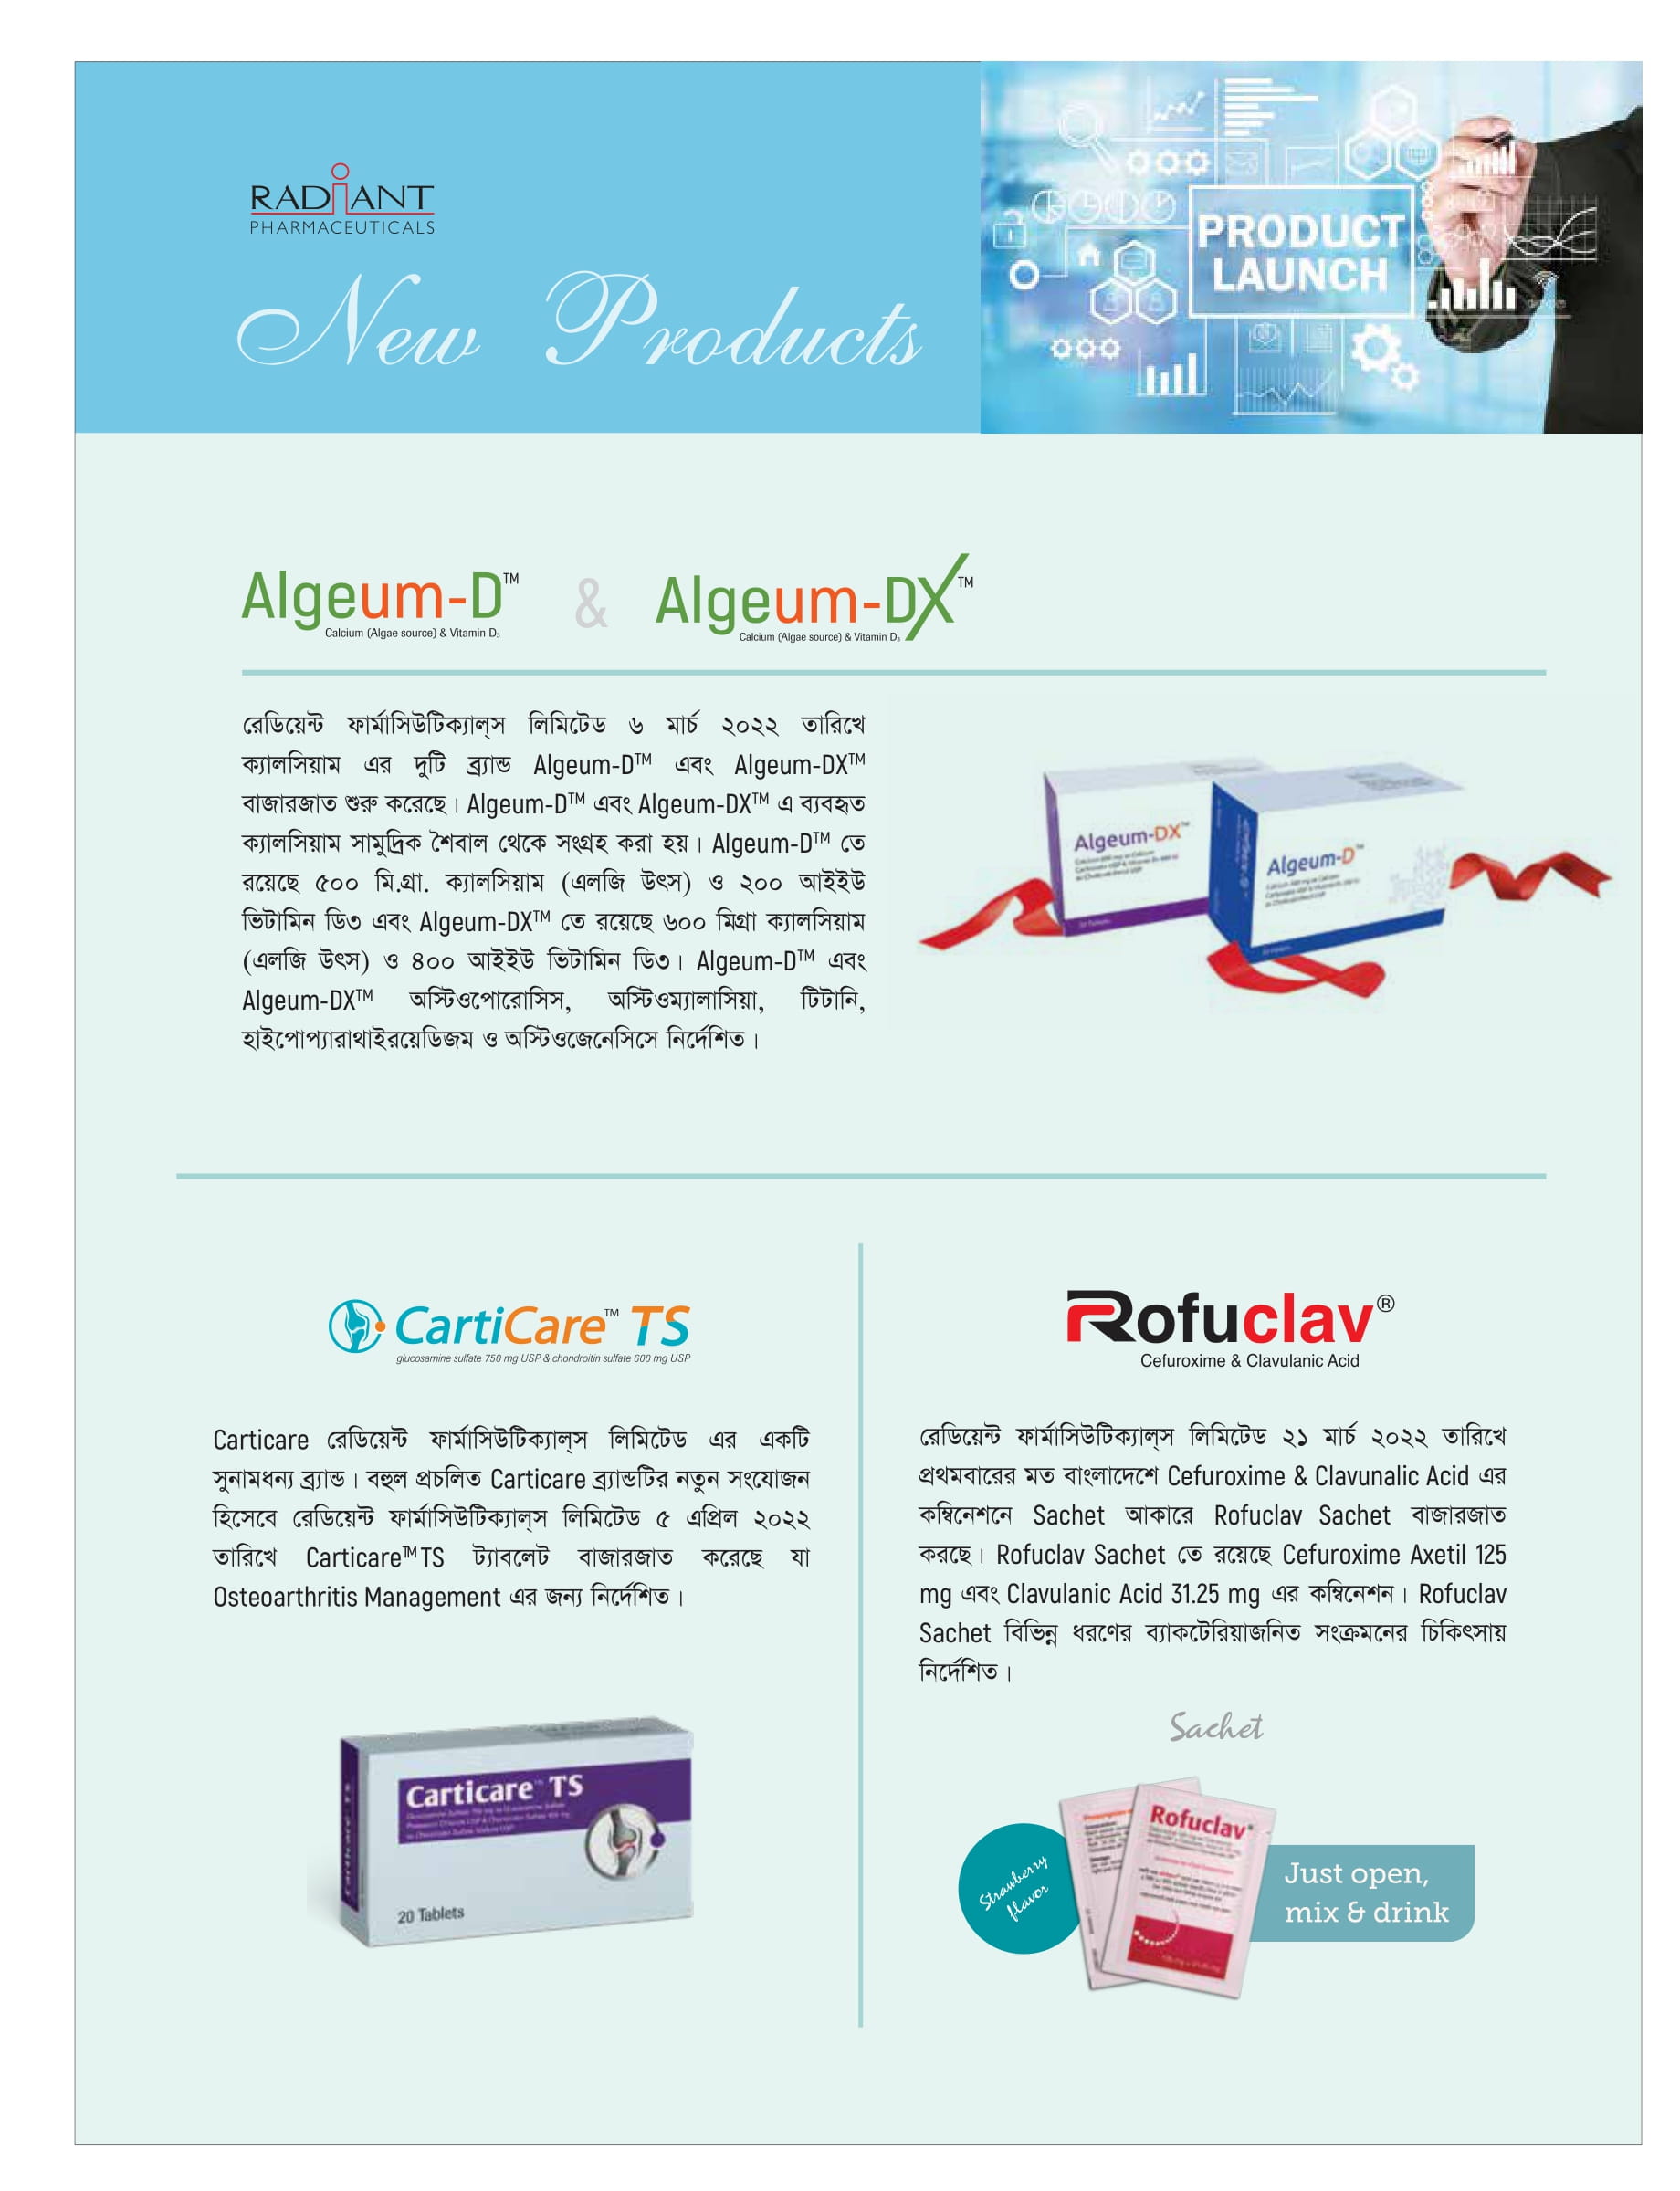 RADiANT
PHARMACEUTICALS
New Products
PRODUCT
LAUNCH
Algeum-D™ & Algeum-DX™
Calcium (Algae source) & Vitamin D₃
Calcium (Algae source) & Vitamin D₃
রেডিয়েন্ট ফার্মাসিউটিক্যাল্‌স লিমিটেড ৬ মার্চ ২০২২ তারিখে
ক্যালসিয়াম এর দুটি ব্র্যান্ড Algeum-D™ এবং Algeum-DX™
বাজারজাত শুরু করেছে। Algeum-D™ এবং Algeum-DX™ এ ব্যবহৃত
ক্যালসিয়াম সামুদ্রিক শৈবাল থেকে সংগ্রহ করা হয়। Algeum-D™ তে
রয়েছে ৫০০ মি.গ্রা. ক্যালসিয়াম (এলজি উৎস) ও ২০০ আইইউ
ভিটামিন ডি৩ এবং Algeum-DX™ তে রয়েছে ৬০০ মিগ্রা ক্যালসিয়াম
(এলজি উৎস) ও ৪০০ আইইউ ভিটামিন ডি৩। Algeum-D™ এবং
Algeum-DX™ অস্টিওপোরোসিস, অস্টিওম্যালাসিয়া, টিটানি,
হাইপোপ্যারাথাইরয়েডিজম ও অস্টিওজেনেসিসে নির্দেশিত।
Algeum-DX™
Algeum-D™
CartiCare™ TS
glucosamine sulfate 750 mg USP & chondroitin sulfate 600 mg USP
Carticare রেডিয়েন্ট ফার্মাসিউটিক্যাল্‌স লিমিটেড এর একটি
সুনামধন্য ব্র্যান্ড। বহুল প্রচলিত Carticare ব্র্যান্ডটির নতুন সংযোজন
হিসেবে রেডিয়েন্ট ফার্মাসিউটিক্যাল্‌স লিমিটেড ৫ এপ্রিল ২০২২
তারিখে Carticare™TS ট্যাবলেট বাজারজাত করেছে যা
Osteoarthritis Management এর জন্য নির্দেশিত।
Carticare™ TS
20 Tablets
Carticare TS
Rofuclav®
Cefuroxime & Clavulanic Acid
রেডিয়েন্ট ফার্মাসিউটিক্যাল্‌স লিমিটেড ২১ মার্চ ২০২২ তারিখে
প্রথমবারের মত বাংলাদেশে Cefuroxime & Clavunalic Acid এর
কম্বিনেশনে Sachet আকারে Rofuclav Sachet বাজারজাত
করছে। Rofuclav Sachet তে রয়েছে Cefuroxime Axetil 125
mg এবং Clavulanic Acid 31.25 mg এর কম্বিনেশন। Rofuclav
Sachet বিভিন্ন ধরণের ব্যাকটেরিয়াজনিত সংক্রমনের চিকিৎসায়
নির্দেশিত।
Sachet
Strawberry
flavor
Rofuclav®
Just open,
mix & drink